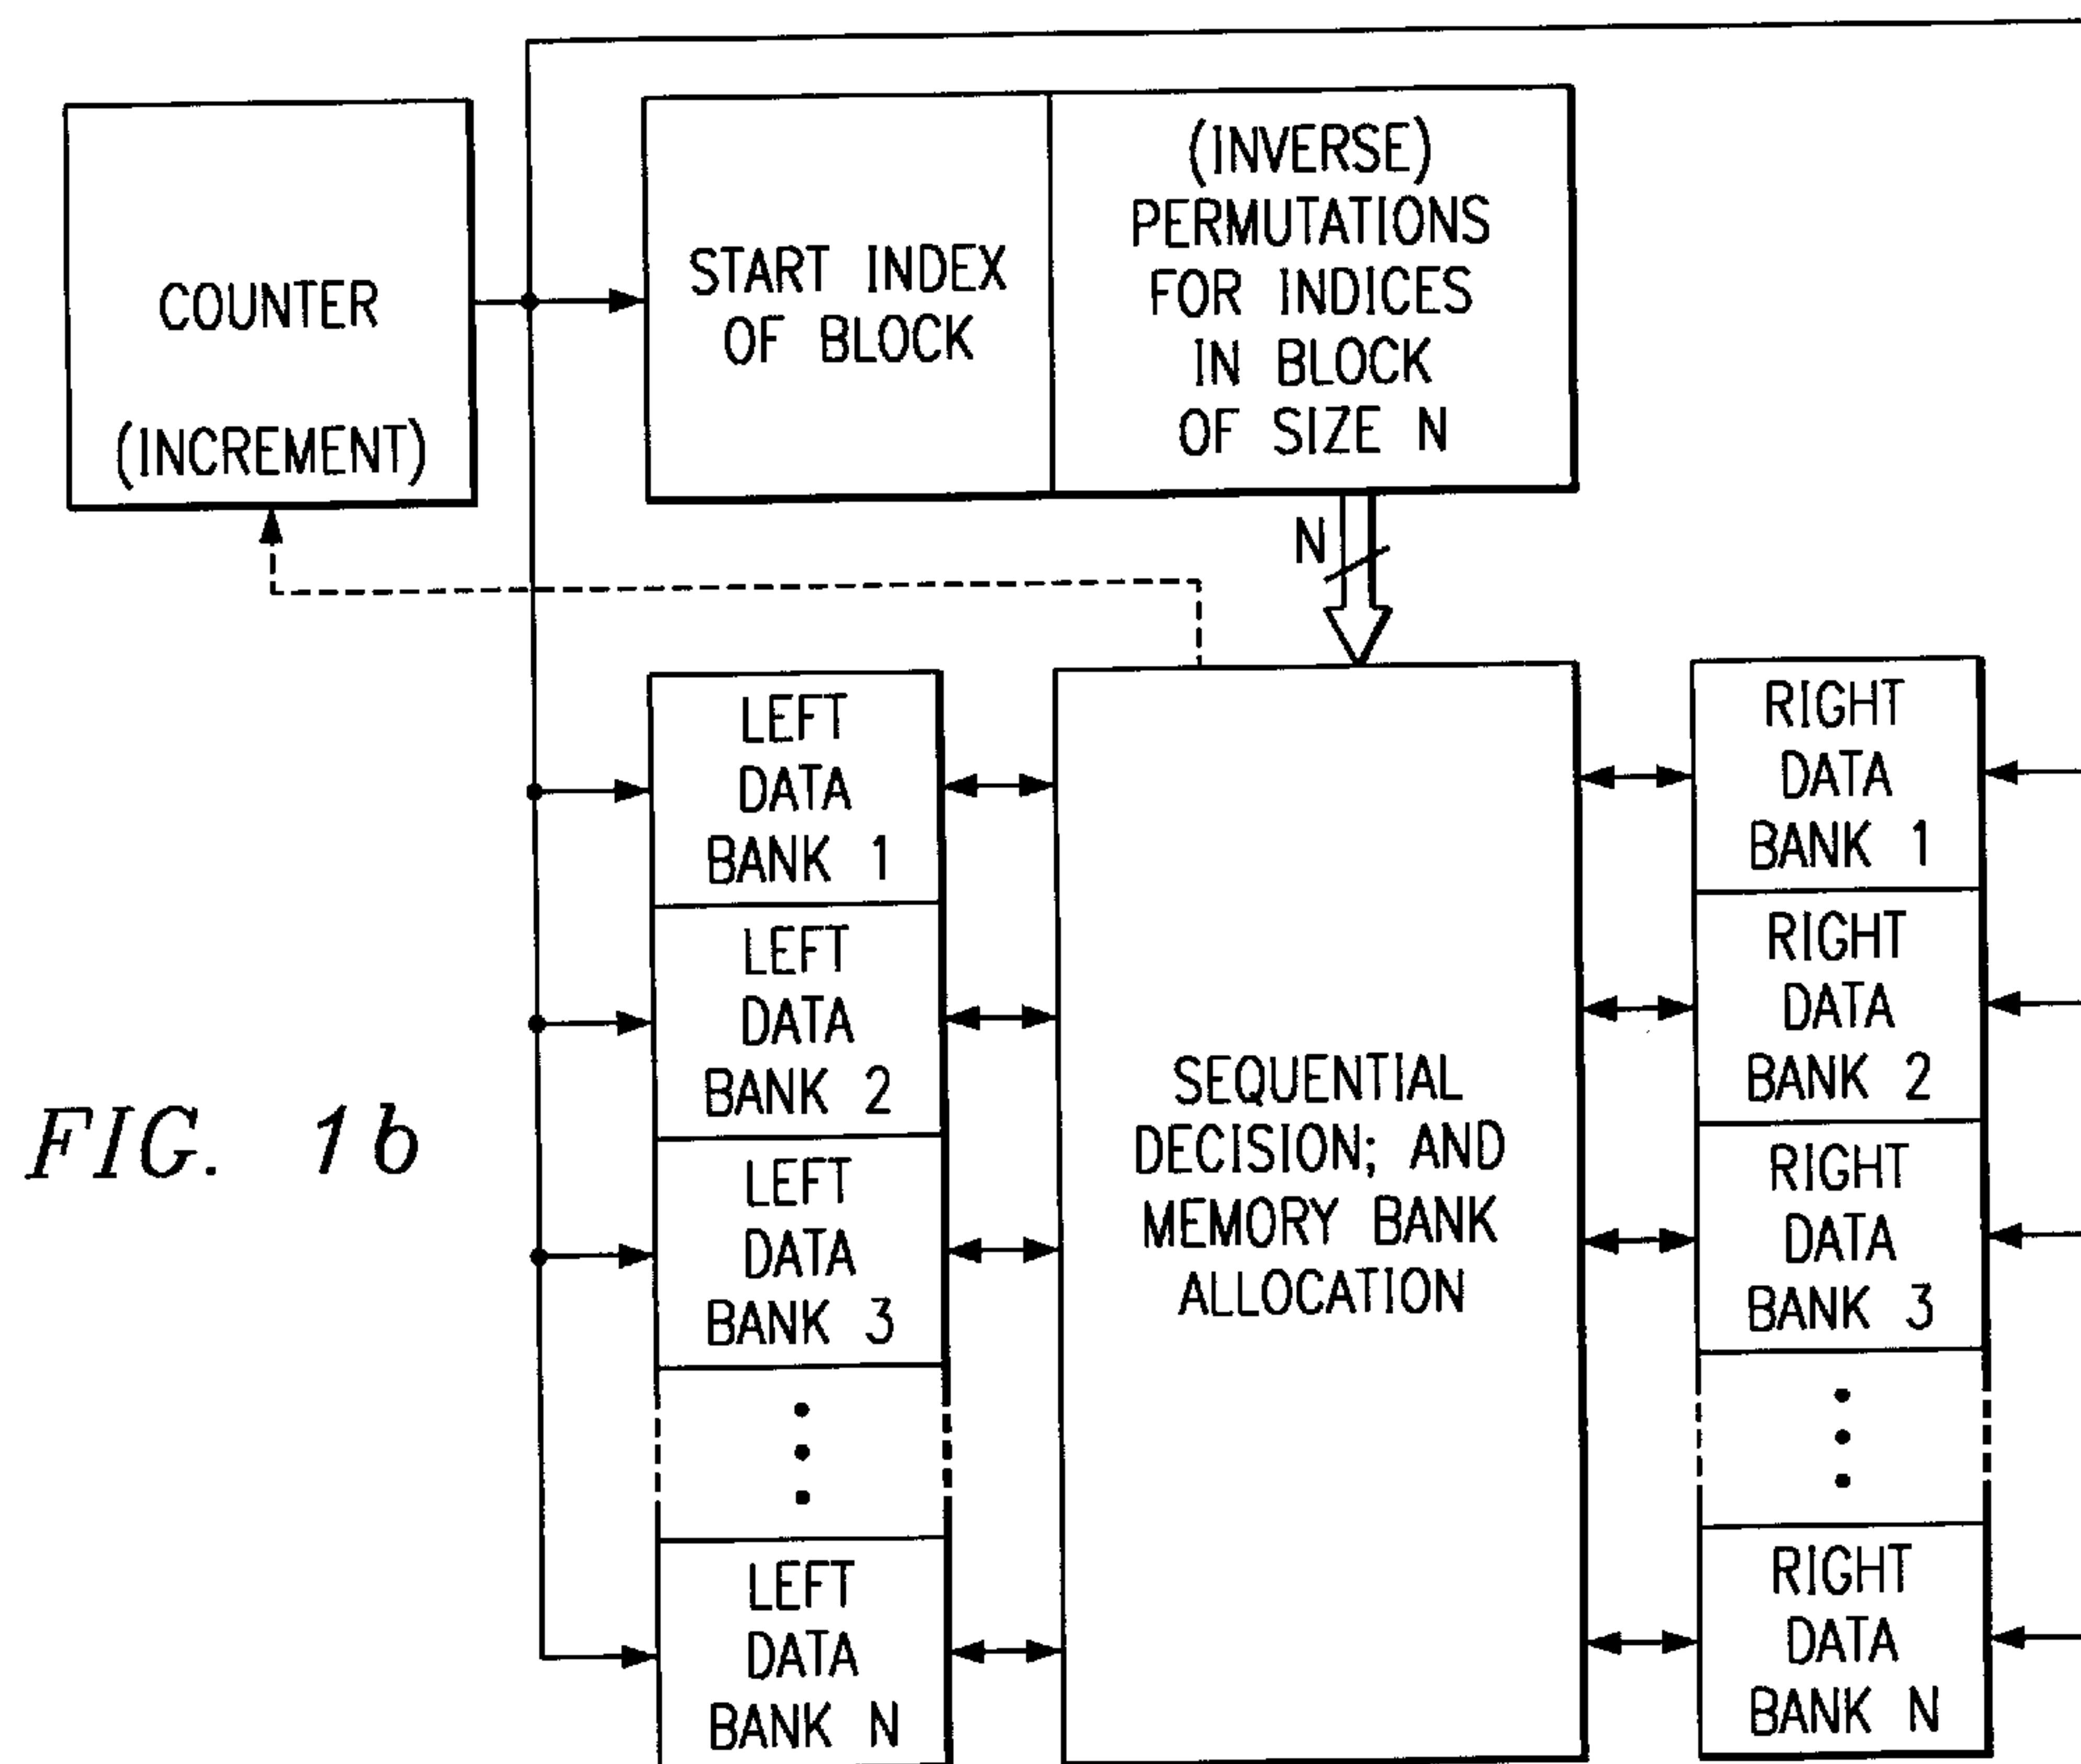 COUNTER
(INCREMENT)
START INDEX
OF BLOCK
(INVERSE)
PERMUTATIONS
FOR INDICES
IN BLOCK
OF SIZE N
N
LEFT
DATA
BANK 1
LEFT
DATA
BANK 2
LEFT
DATA
BANK 3
LEFT
DATA
BANK N
SEQUENTIAL
DECISION; AND
MEMORY BANK
ALLOCATION
RIGHT
DATA
BANK 1
RIGHT
DATA
BANK 2
RIGHT
DATA
BANK 3
RIGHT
DATA
BANK N
FIG. 1b